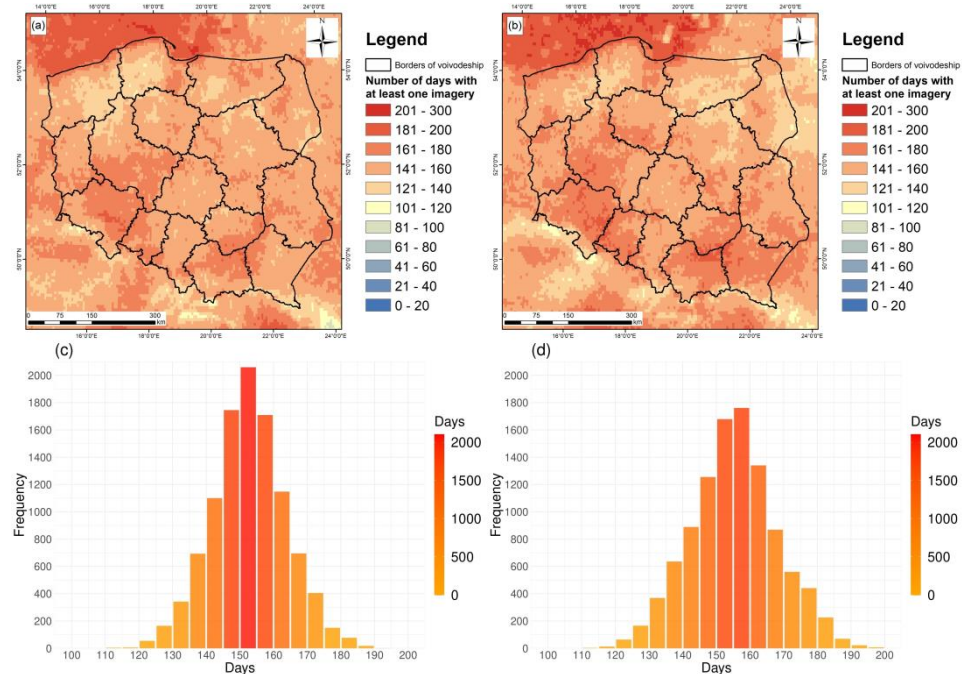 14°0'0"E 16°0'0"E 18°0'0"E 20°0'0"E 22°0'0"E
(a)
N
54°0'0"N
52°0'0"N
50°0'0"N
0 75 150 300
km
16°0'0"E 18°0'0"E 20°0'0"E 22°0'0"E 24°0'0"E
Legend
Borders of voivodeship
Number of days with
at least one imagery
201 - 300
181 - 200
161 - 180
141 - 160
121 - 140
101 - 120
81 - 100
61 - 80
41 - 60
21 - 40
0 - 20
14°0'0"E 16°0'0"E 18°0'0"E 20°0'0"E 22°0'0"E
(b)
N
54°0'0"N
52°0'0"N
50°0'0"N
0 75 150 300
km
16°0'0"E 18°0'0"E 20°0'0"E 22°0'0"E 24°0'0"E
Legend
Borders of voivodeship
Number of days with
at least one imagery
201 - 300
181 - 200
161 - 180
141 - 160
121 - 140
101 - 120
81 - 100
61 - 80
41 - 60
21 - 40
0 - 20
(c)
Frequency
2000
1800
1600
1400
1200
1000
800
600
400
200
0
100 110 120 130 140 150 160 170 180 190 200
Days
Days
2000
1500
1000
500
0
(d)
Frequency
2000
1800
1600
1400
1200
1000
800
600
400
200
0
100 110 120 130 140 150 160 170 180 190 200
Days
Days
2000
1500
1000
500
0